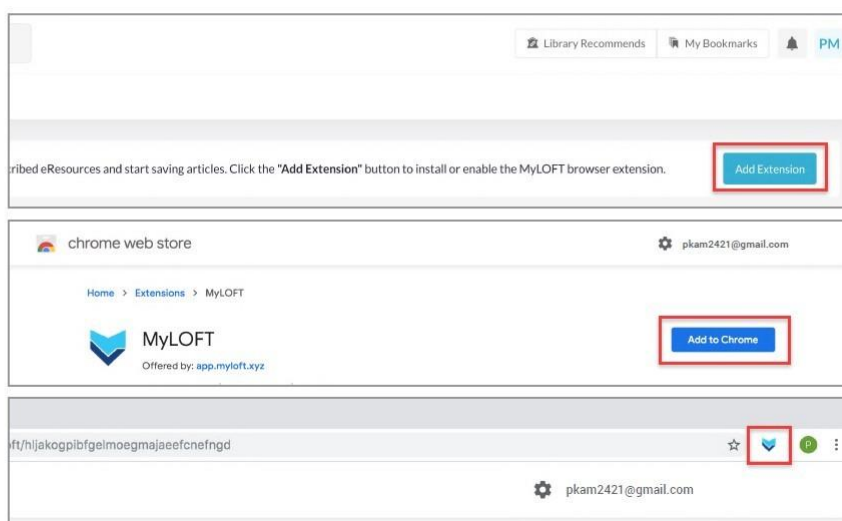 Library Recommends
My Bookmarks
PM
ribed eResources and start saving articles. Click the "Add Extension" button to install or enable the MyLOFT browser extension.
Add Extension
chrome web store
pkam2421@gmail.com
Home > Extensions > MyLOFT
MyLOFT
Add to Chrome
Offered by: app.myloft.xyz
ft/hljakogpibfgelmoegmajaeefcnefngd
P
pkam2421@gmail.com